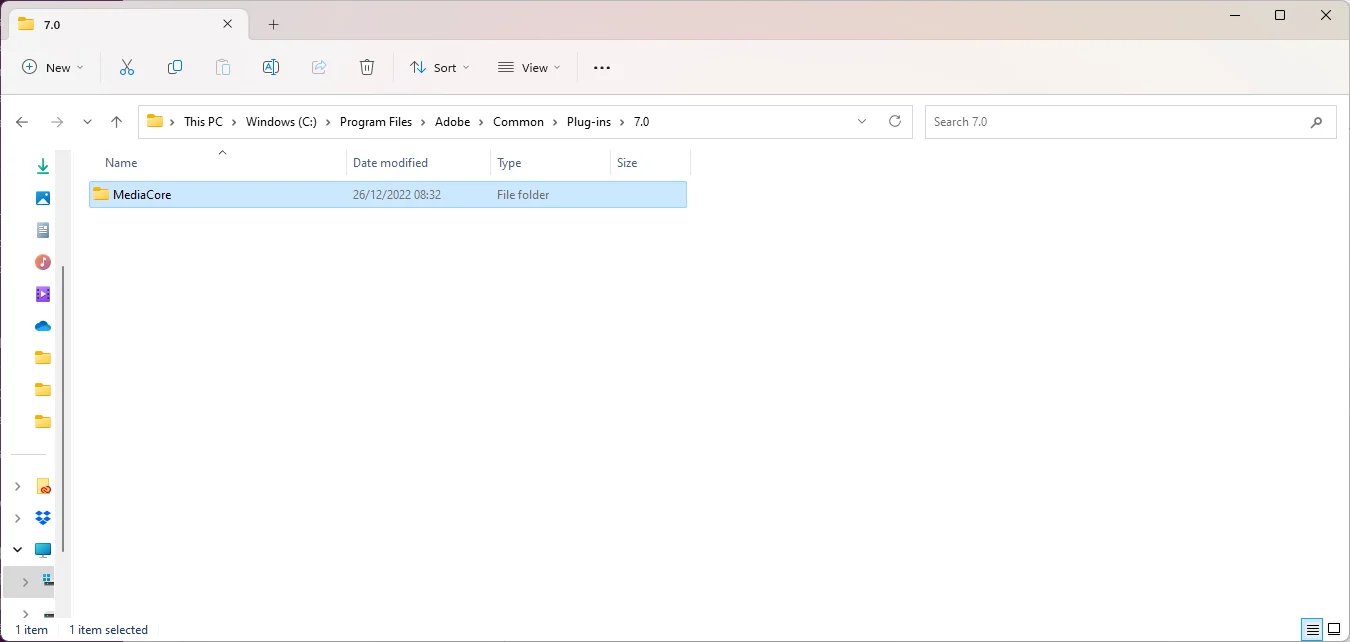 7.0
New Sort View
This PC Windows (C:) Program Files Adobe Common Plug-ins 7.0 Search 7.0
Name Date modified Type Size
MediaCore 26/12/2022 08:32 File folder
1 item 1 item selected